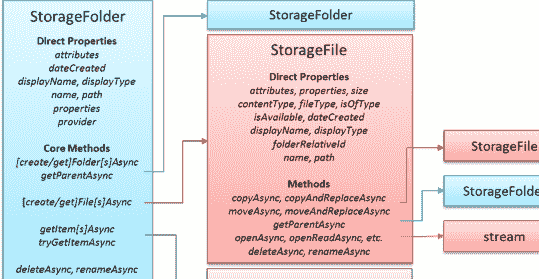 StorageFolder
Direct Properties
attributes
dateCreated
displayName, displayType
name, path
properties
provider
Core Methods
[create/get]Folder[s]Async
getParentAsync
[create/get]File[s]Async
getItem[s]Async
tryGetItemAsync
deleteAsync, renameAsync
StorageFolder
StorageFile
Direct Properties
attributes, properties, size
contentType, fileType, isOfType
isAvailable, dateCreated
displayName, displayType
folderRelativeId
name, path
Methods
copyAsync, copyAndReplaceAsync
moveAsync, moveAndReplaceAsync
getParentAsync
openAsync, openReadAsync, etc.
deleteAsync, renameAsync
StorageFile
StorageFolde
stream